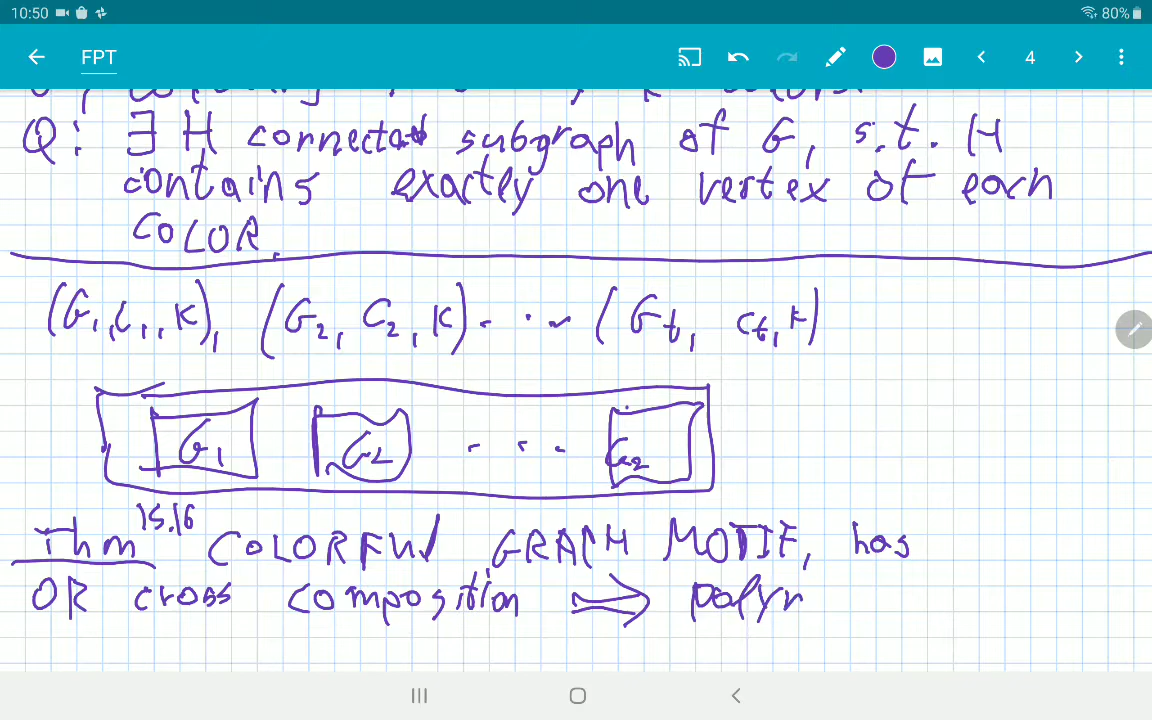 10:50 80%
FPT 4
Q: ∃ H connected subgraph of G, s.t. H
contains exactly one vertex of each
COLOR.
(G1, C1, K), (G2, C2, K) . . . (Gt, Ct, K)
G1 G2 . . . G2
Thm 15.16 COLORFUL GRAPH MOTIF, has
OR cross composition ⟹ polyn